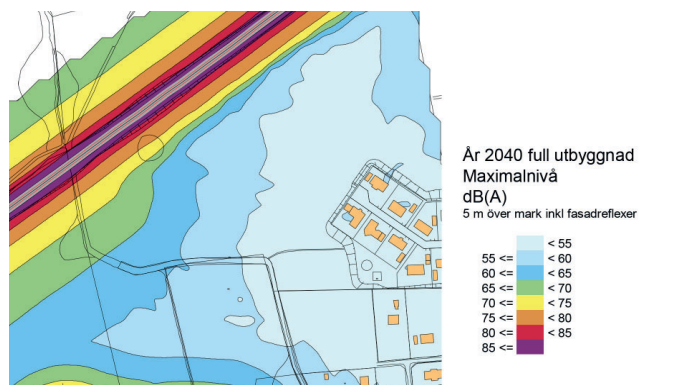 År 2040 full utbyggnad
Maximalnivå
dB(A)
5 m över mark inkl fasadreflexer
< 55
55 <= < 60
60 <= < 65
65 <= < 70
70 <= < 75
75 <= < 80
80 <= < 85
85 <=